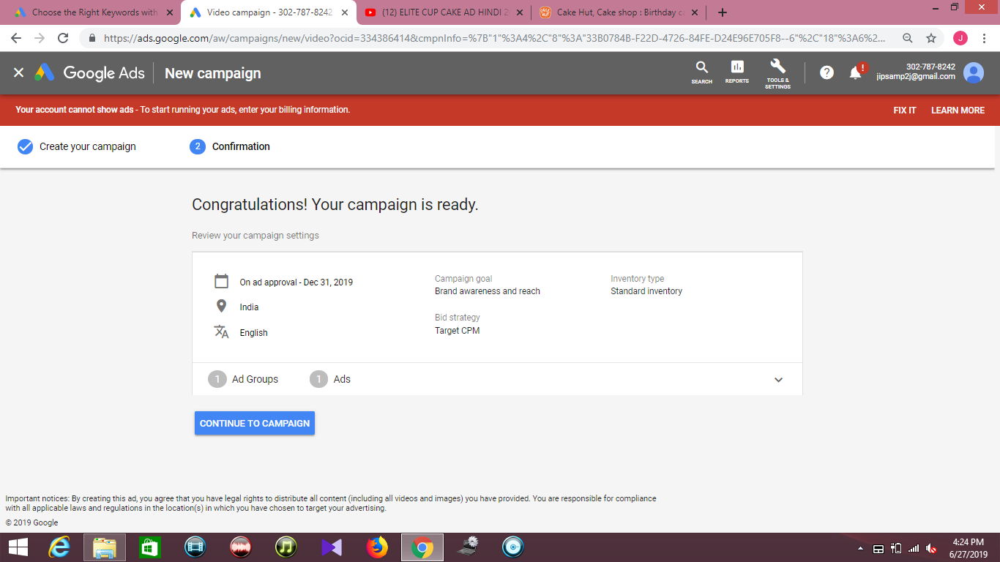 Choose the Right Keywords with
Video campaign - 302-787-8242
(12) ELITE CUP CAKE AD HINDI 2
Cake Hut, Cake shop : Birthday ca
https://ads.google.com/aw/campaigns/new/video?ocid=334386414&cmpnInfo=%7B"1"%3A4%2C"8"%3A"33B0784B-F22D-4726-84FE-D24E96E705F8--6"%2C"18"%3A6%2...
J
Google Ads
New campaign
SEARCH
REPORTS
TOOLS &
SETTINGS
?
!
302-787-8242
jipsamp2j@gmail.com
Your account cannot show ads - To start running your ads, enter your billing information.
FIX IT
LEARN MORE
Create your campaign
2
Confirmation
Congratulations! Your campaign is ready.
Review your campaign settings
On ad approval - Dec 31, 2019
India
English
Campaign goal
Brand awareness and reach
Bid strategy
Target CPM
Inventory type
Standard inventory
1 Ad Groups
1 Ads
CONTINUE TO CAMPAIGN
Important notices: By creating this ad, you agree that you have legal rights to distribute all content (including all videos and images) you have provided. You are responsible for compliance
with all applicable laws and regulations in the location(s) in which you have chosen to target your advertising.
© 2019 Google
4:24 PM
6/27/2019